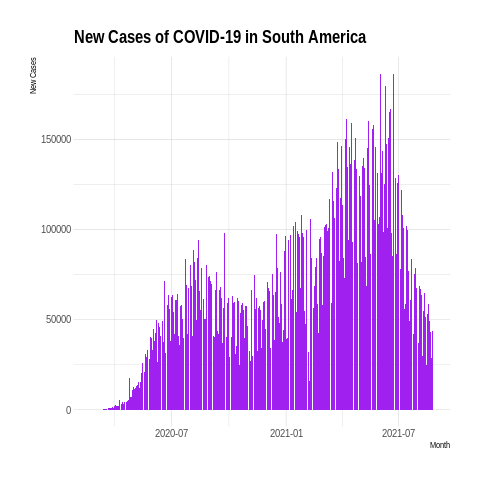 New Cases of COVID-19 in South America
New Cases
150000
100000
50000
0
2020-07
2021-01
2021-07
Month